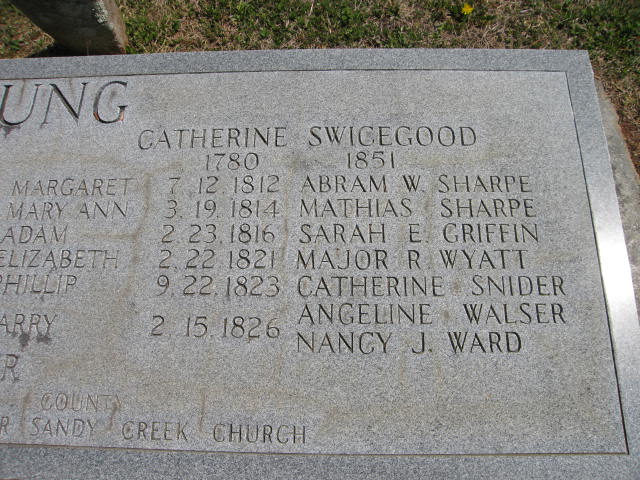 UNG
CATHERINE SWICEGOOD
1780 1851
MARGARET 7. 12. 1812 ABRAM W. SHARPE
MARY ANN 3. 19. 1814 MATHIAS SHARPE
ADAM 2. 23. 1816 SARAH E. GRIFFIN
ELIZABETH 2. 22. 1821 MAJOR R. WYATT
PHILLIP 9. 22. 1823 CATHERINE SNIDER
ARRY 2. 15. 1826 ANGELINE WALSER
NANCY J. WARD
R
COUNTY
R SANDY CREEK CHURCH